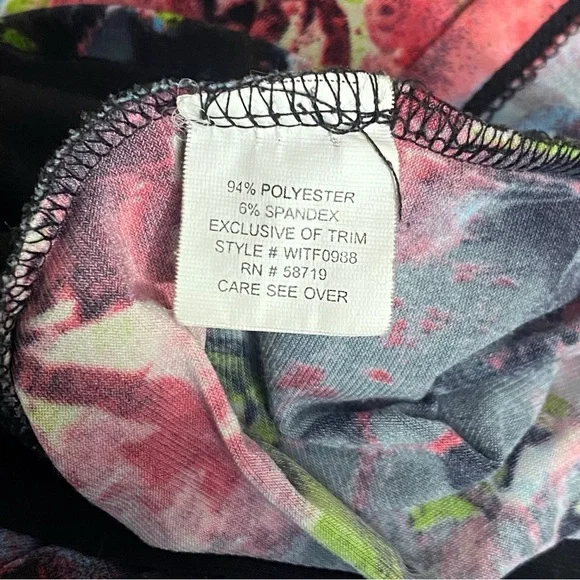 94% POLYESTER
6% SPANDEX
EXCLUSIVE OF TRIM
STYLE # WITF0988
RN # 58719
CARE SEE OVER